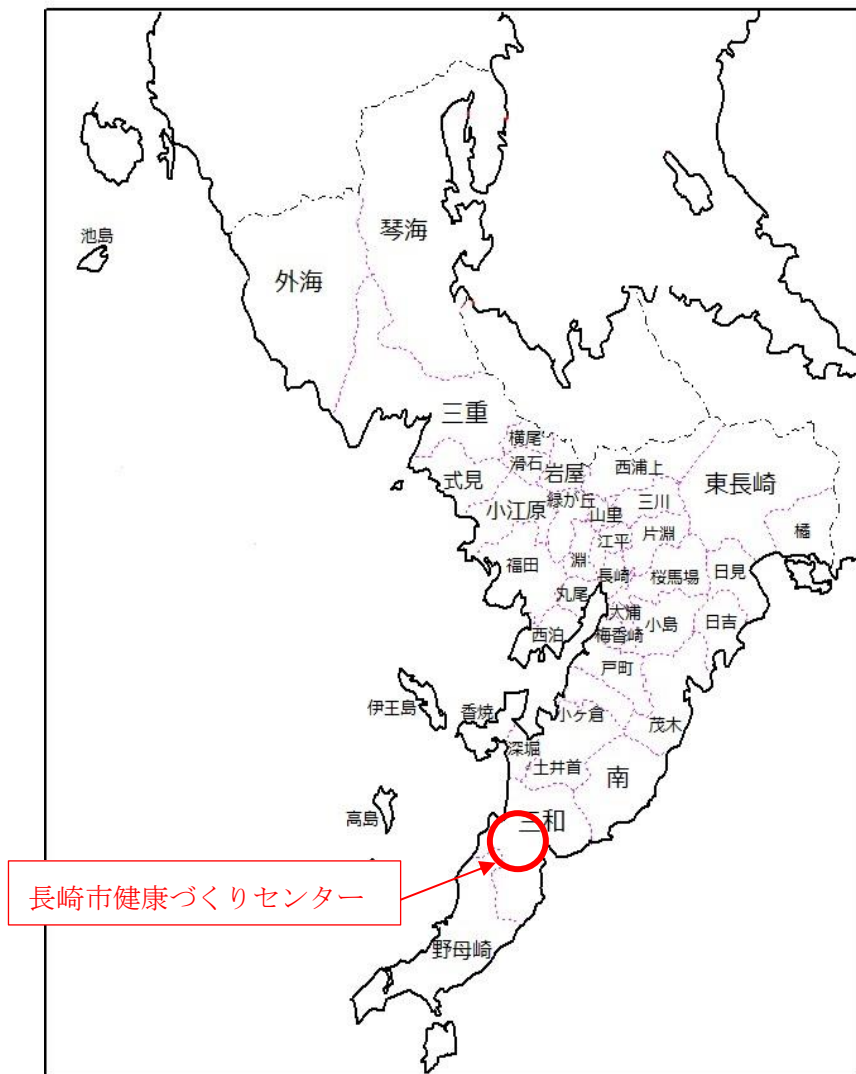 池島
琴海
外海
三重
横尾
滑石
岩屋
西浦上
東長崎
式見
小江原
緑が丘
山里
三川
橘
片淵
江平
福田
淵
長崎
桜馬場
日見
丸尾
大浦
小島
日吉
西泊
梅香崎
戸町
伊王島
香焼
小ヶ倉
茂木
深堀
土井首
南
高島
三和
長崎市健康づくりセンター
野母崎